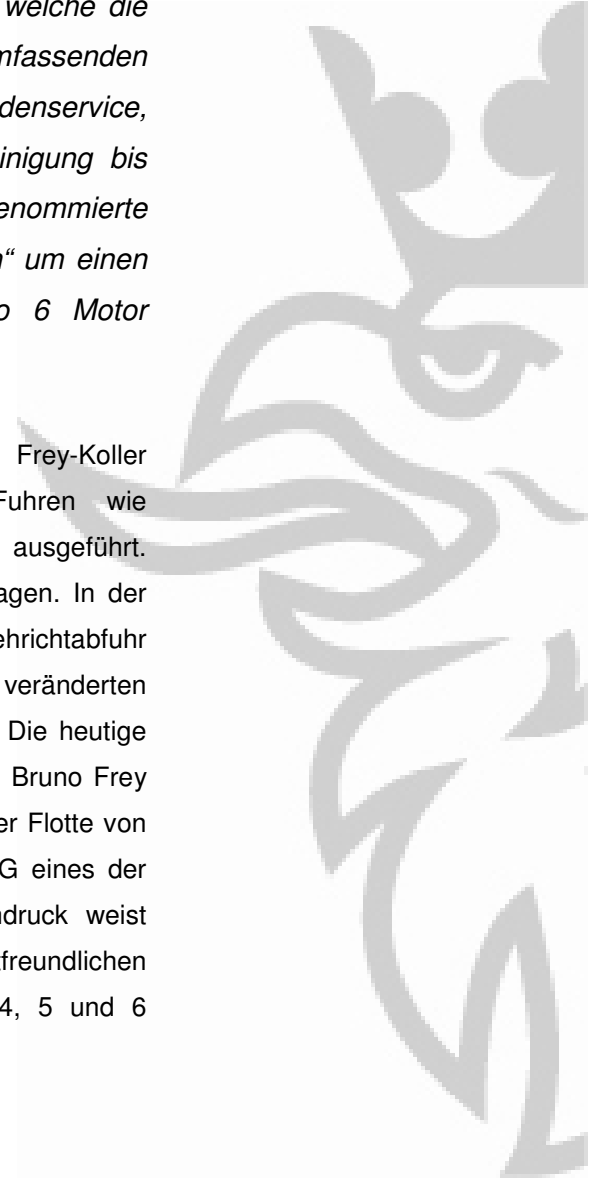 welche die
mfassenden
denservice,
inigung bis
enommierte
n“ um einen
o 6 Motor
Frey-Koller
Fuhren wie
ausgeführt.
agen. In der
ehrichtabfuhr
veränderten
Die heutige
Bruno Frey
er Flotte von
G eines der
ndruck weist
tfreundlichen
4, 5 und 6